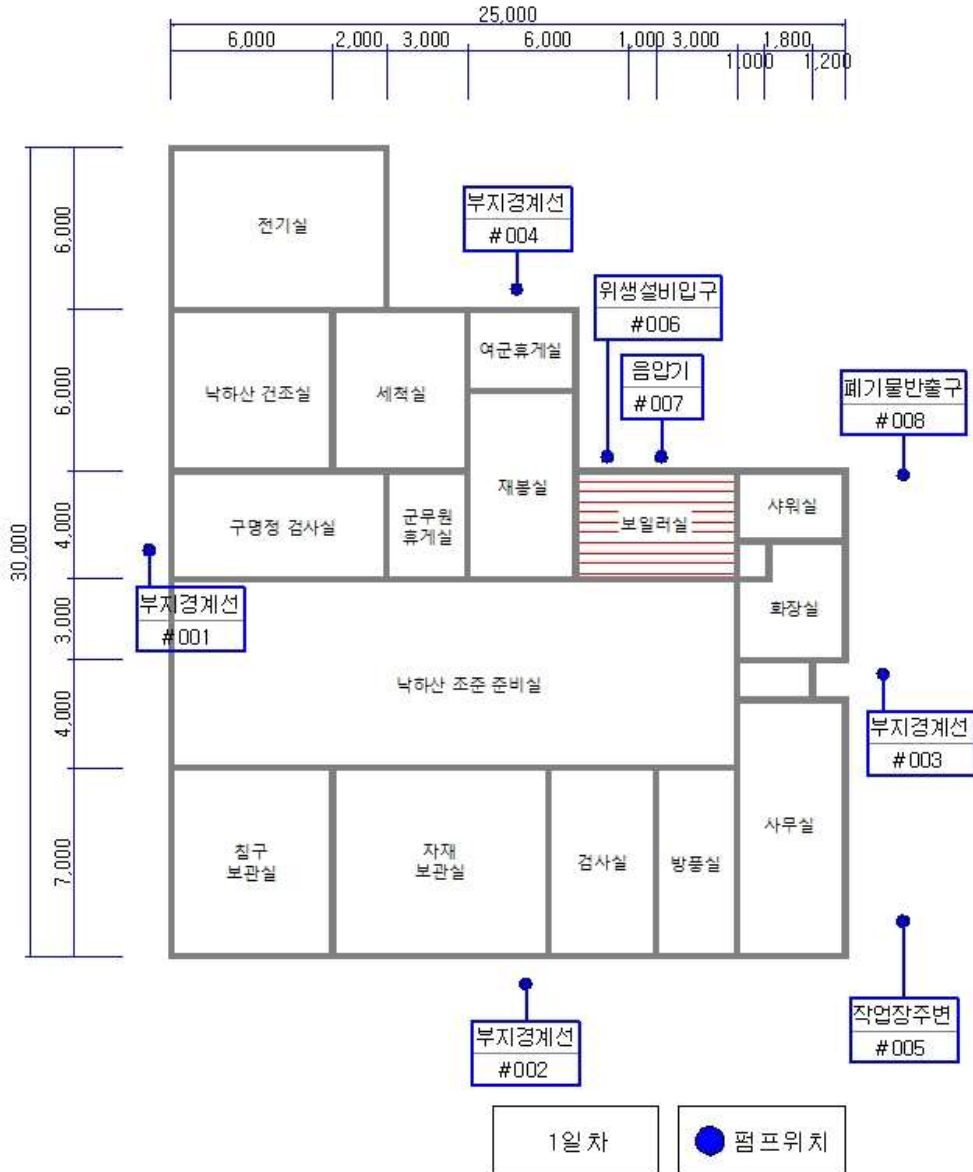 25,000
6,000 2,000 3,000 6,000 1,000 3,000 1,800
1,000 1,200
30,000
6,000
6,000
4,000
3,000
4,000
7,000
전기실
부지경계선
#004
위생설비입구
#006
음압기
#007
폐기물반출구
#008
여군휴게실
낙하산 건조실
세척실
재봉실
구명정 검사실
군무원
휴게실
보일러실
샤워실
화장실
부지경계선
#001
낙하산 조준 준비실
부지경계선
#003
침구
보관실
자재
보관실
검사실
방풍실
사무실
작업장주변
#005
부지경계선
#002
1일차
펌프위치